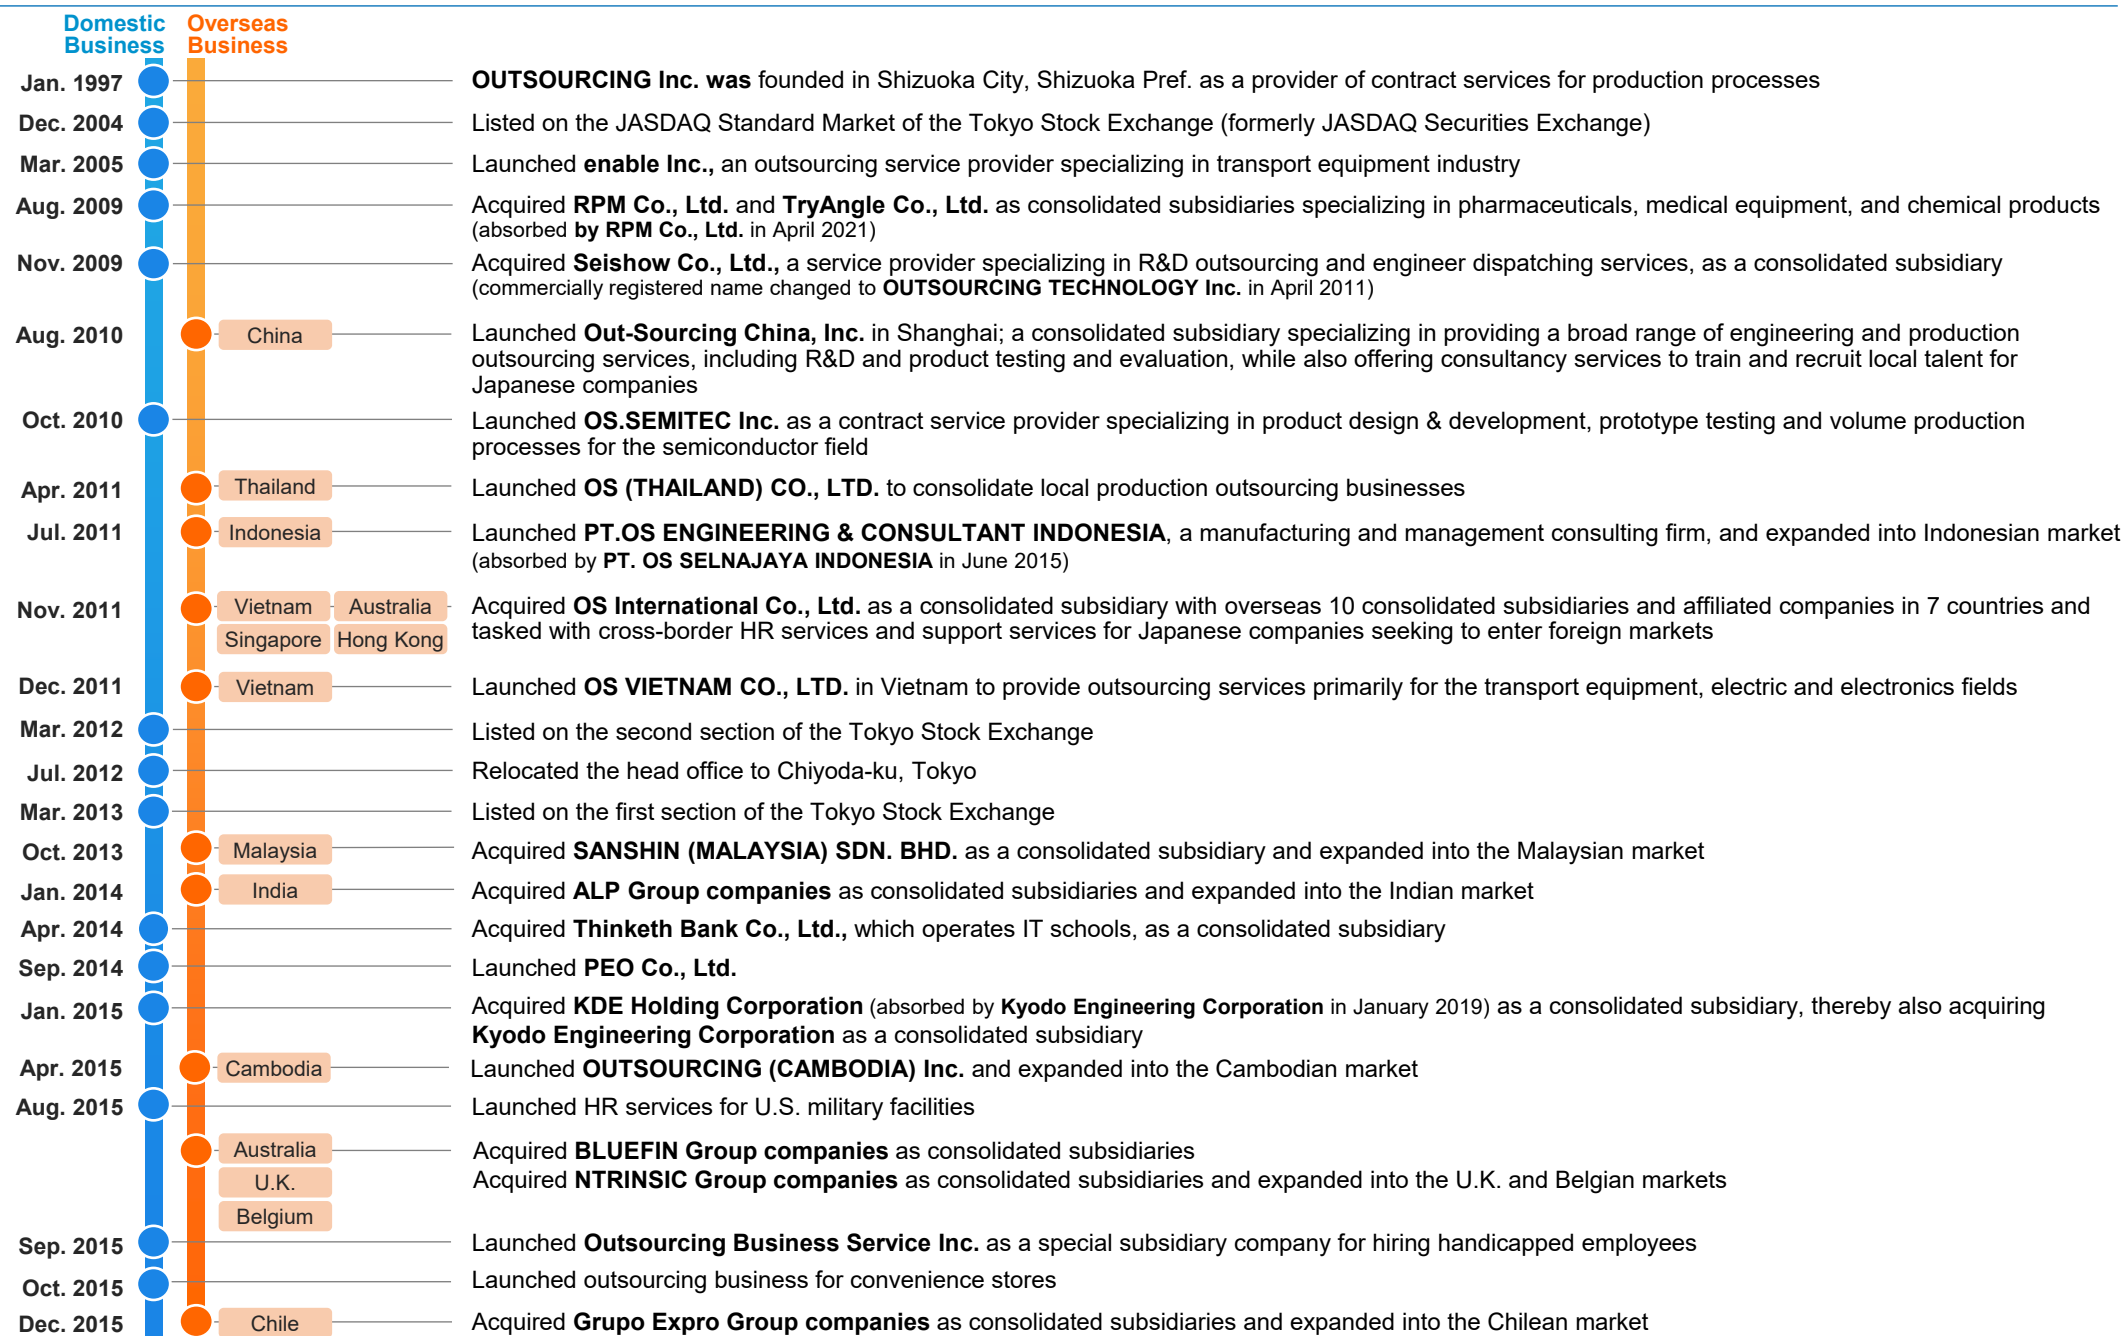 Domestic Overseas
Business Business
Jan. 1997 OUTSOURCING Inc. was founded in Shizuoka City, Shizuoka Pref. as a provider of contract services for production processes
Dec. 2004 Listed on the JASDAQ Standard Market of the Tokyo Stock Exchange (formerly JASDAQ Securities Exchange)
Mar. 2005 Launched enable Inc., an outsourcing service provider specializing in transport equipment industry
Aug. 2009 Acquired RPM Co., Ltd. and TryAngle Co., Ltd. as consolidated subsidiaries specializing in pharmaceuticals, medical equipment, and chemical products
(absorbed by RPM Co., Ltd. in April 2021)
Nov. 2009 Acquired Seishow Co., Ltd., a service provider specializing in R&D outsourcing and engineer dispatching services, as a consolidated subsidiary
(commercially registered name changed to OUTSOURCING TECHNOLOGY Inc. in April 2011)
Aug. 2010 China Launched Out-Sourcing China, Inc. in Shanghai; a consolidated subsidiary specializing in providing a broad range of engineering and production
outsourcing services, including R&D and product testing and evaluation, while also offering consultancy services to train and recruit local talent for
Japanese companies
Oct. 2010 Launched OS.SEMITEC Inc. as a contract service provider specializing in product design & development, prototype testing and volume production
processes for the semiconductor field
Apr. 2011 Thailand Launched OS (THAILAND) CO., LTD. to consolidate local production outsourcing businesses
Jul. 2011 Indonesia Launched PT.OS ENGINEERING & CONSULTANT INDONESIA, a manufacturing and management consulting firm, and expanded into Indonesian market
(absorbed by PT. OS SELNAJAYA INDONESIA in June 2015)
Nov. 2011 Vietnam Australia Acquired OS International Co., Ltd. as a consolidated subsidiary with overseas 10 consolidated subsidiaries and affiliated companies in 7 countries and
Singapore Hong Kong tasked with cross-border HR services and support services for Japanese companies seeking to enter foreign markets
Dec. 2011 Vietnam Launched OS VIETNAM CO., LTD. in Vietnam to provide outsourcing services primarily for the transport equipment, electric and electronics fields
Mar. 2012 Listed on the second section of the Tokyo Stock Exchange
Jul. 2012 Relocated the head office to Chiyoda-ku, Tokyo
Mar. 2013 Listed on the first section of the Tokyo Stock Exchange
Oct. 2013 Malaysia Acquired SANSHIN (MALAYSIA) SDN. BHD. as a consolidated subsidiary and expanded into the Malaysian market
Jan. 2014 India Acquired ALP Group companies as consolidated subsidiaries and expanded into the Indian market
Apr. 2014 Acquired Thinketh Bank Co., Ltd., which operates IT schools, as a consolidated subsidiary
Sep. 2014 Launched PEO Co., Ltd.
Jan. 2015 Acquired KDE Holding Corporation (absorbed by Kyodo Engineering Corporation in January 2019) as a consolidated subsidiary, thereby also acquiring
Kyodo Engineering Corporation as a consolidated subsidiary
Apr. 2015 Cambodia Launched OUTSOURCING (CAMBODIA) Inc. and expanded into the Cambodian market
Aug. 2015 Launched HR services for U.S. military facilities
Australia Acquired BLUEFIN Group companies as consolidated subsidiaries
U.K. Acquired NTRINSIC Group companies as consolidated subsidiaries and expanded into the U.K. and Belgian markets
Belgium
Sep. 2015 Launched Outsourcing Business Service Inc. as a special subsidiary company for hiring handicapped employees
Oct. 2015 Launched outsourcing business for convenience stores
Dec. 2015 Chile Acquired Grupo Expro Group companies as consolidated subsidiaries and expanded into the Chilean market